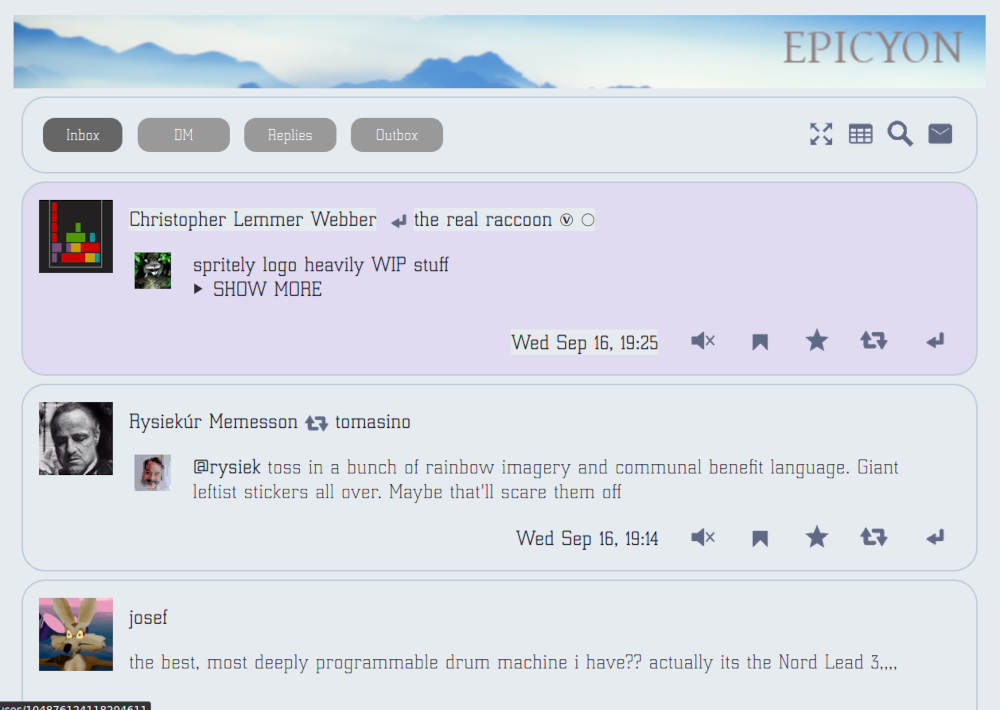 EPICYON
Inbox
DM
Replies
Outbox
Christopher Lemmer Webber
the real raccoon ⓥ ○
spritely logo heavily WIP stuff
▶ SHOW MORE
Wed Sep 16, 19:25
Rysiekúr Memesson
tomasino
@rysiek toss in a bunch of rainbow imagery and communal benefit language. Giant
leftist stickers all over. Maybe that'll scare them off
Wed Sep 16, 19:14
josef
the best, most deeply programmable drum machine i have?? actually its the Nord Lead 3,...